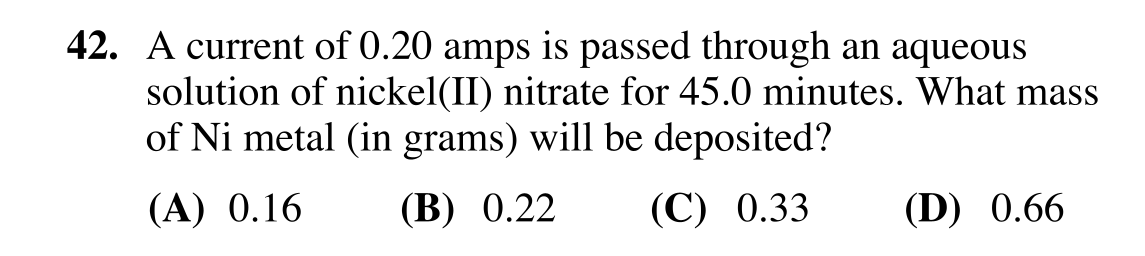 42. A current of 0.20 amps is passed through an aqueous
solution of nickel(II) nitrate for 45.0 minutes. What mass
of Ni metal (in grams) will be deposited?
(A) 0.16 (B) 0.22 (C) 0.33 (D) 0.66